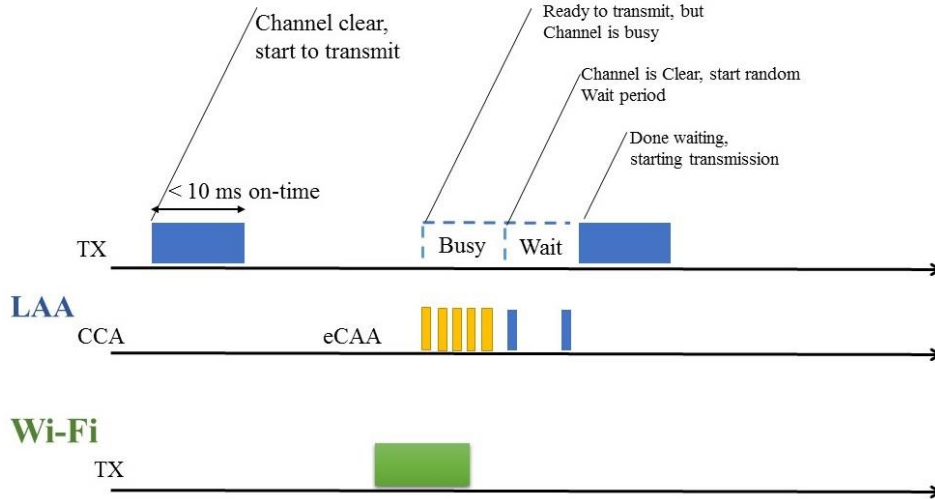 Channel clear,
start to transmit
Ready to transmit, but
Channel is busy
Channel is Clear, start random
Wait period
Done waiting,
starting transmission
< 10 ms on-time
TX
Busy
Wait
LAA
CCA
eCAA
Wi-Fi
TX